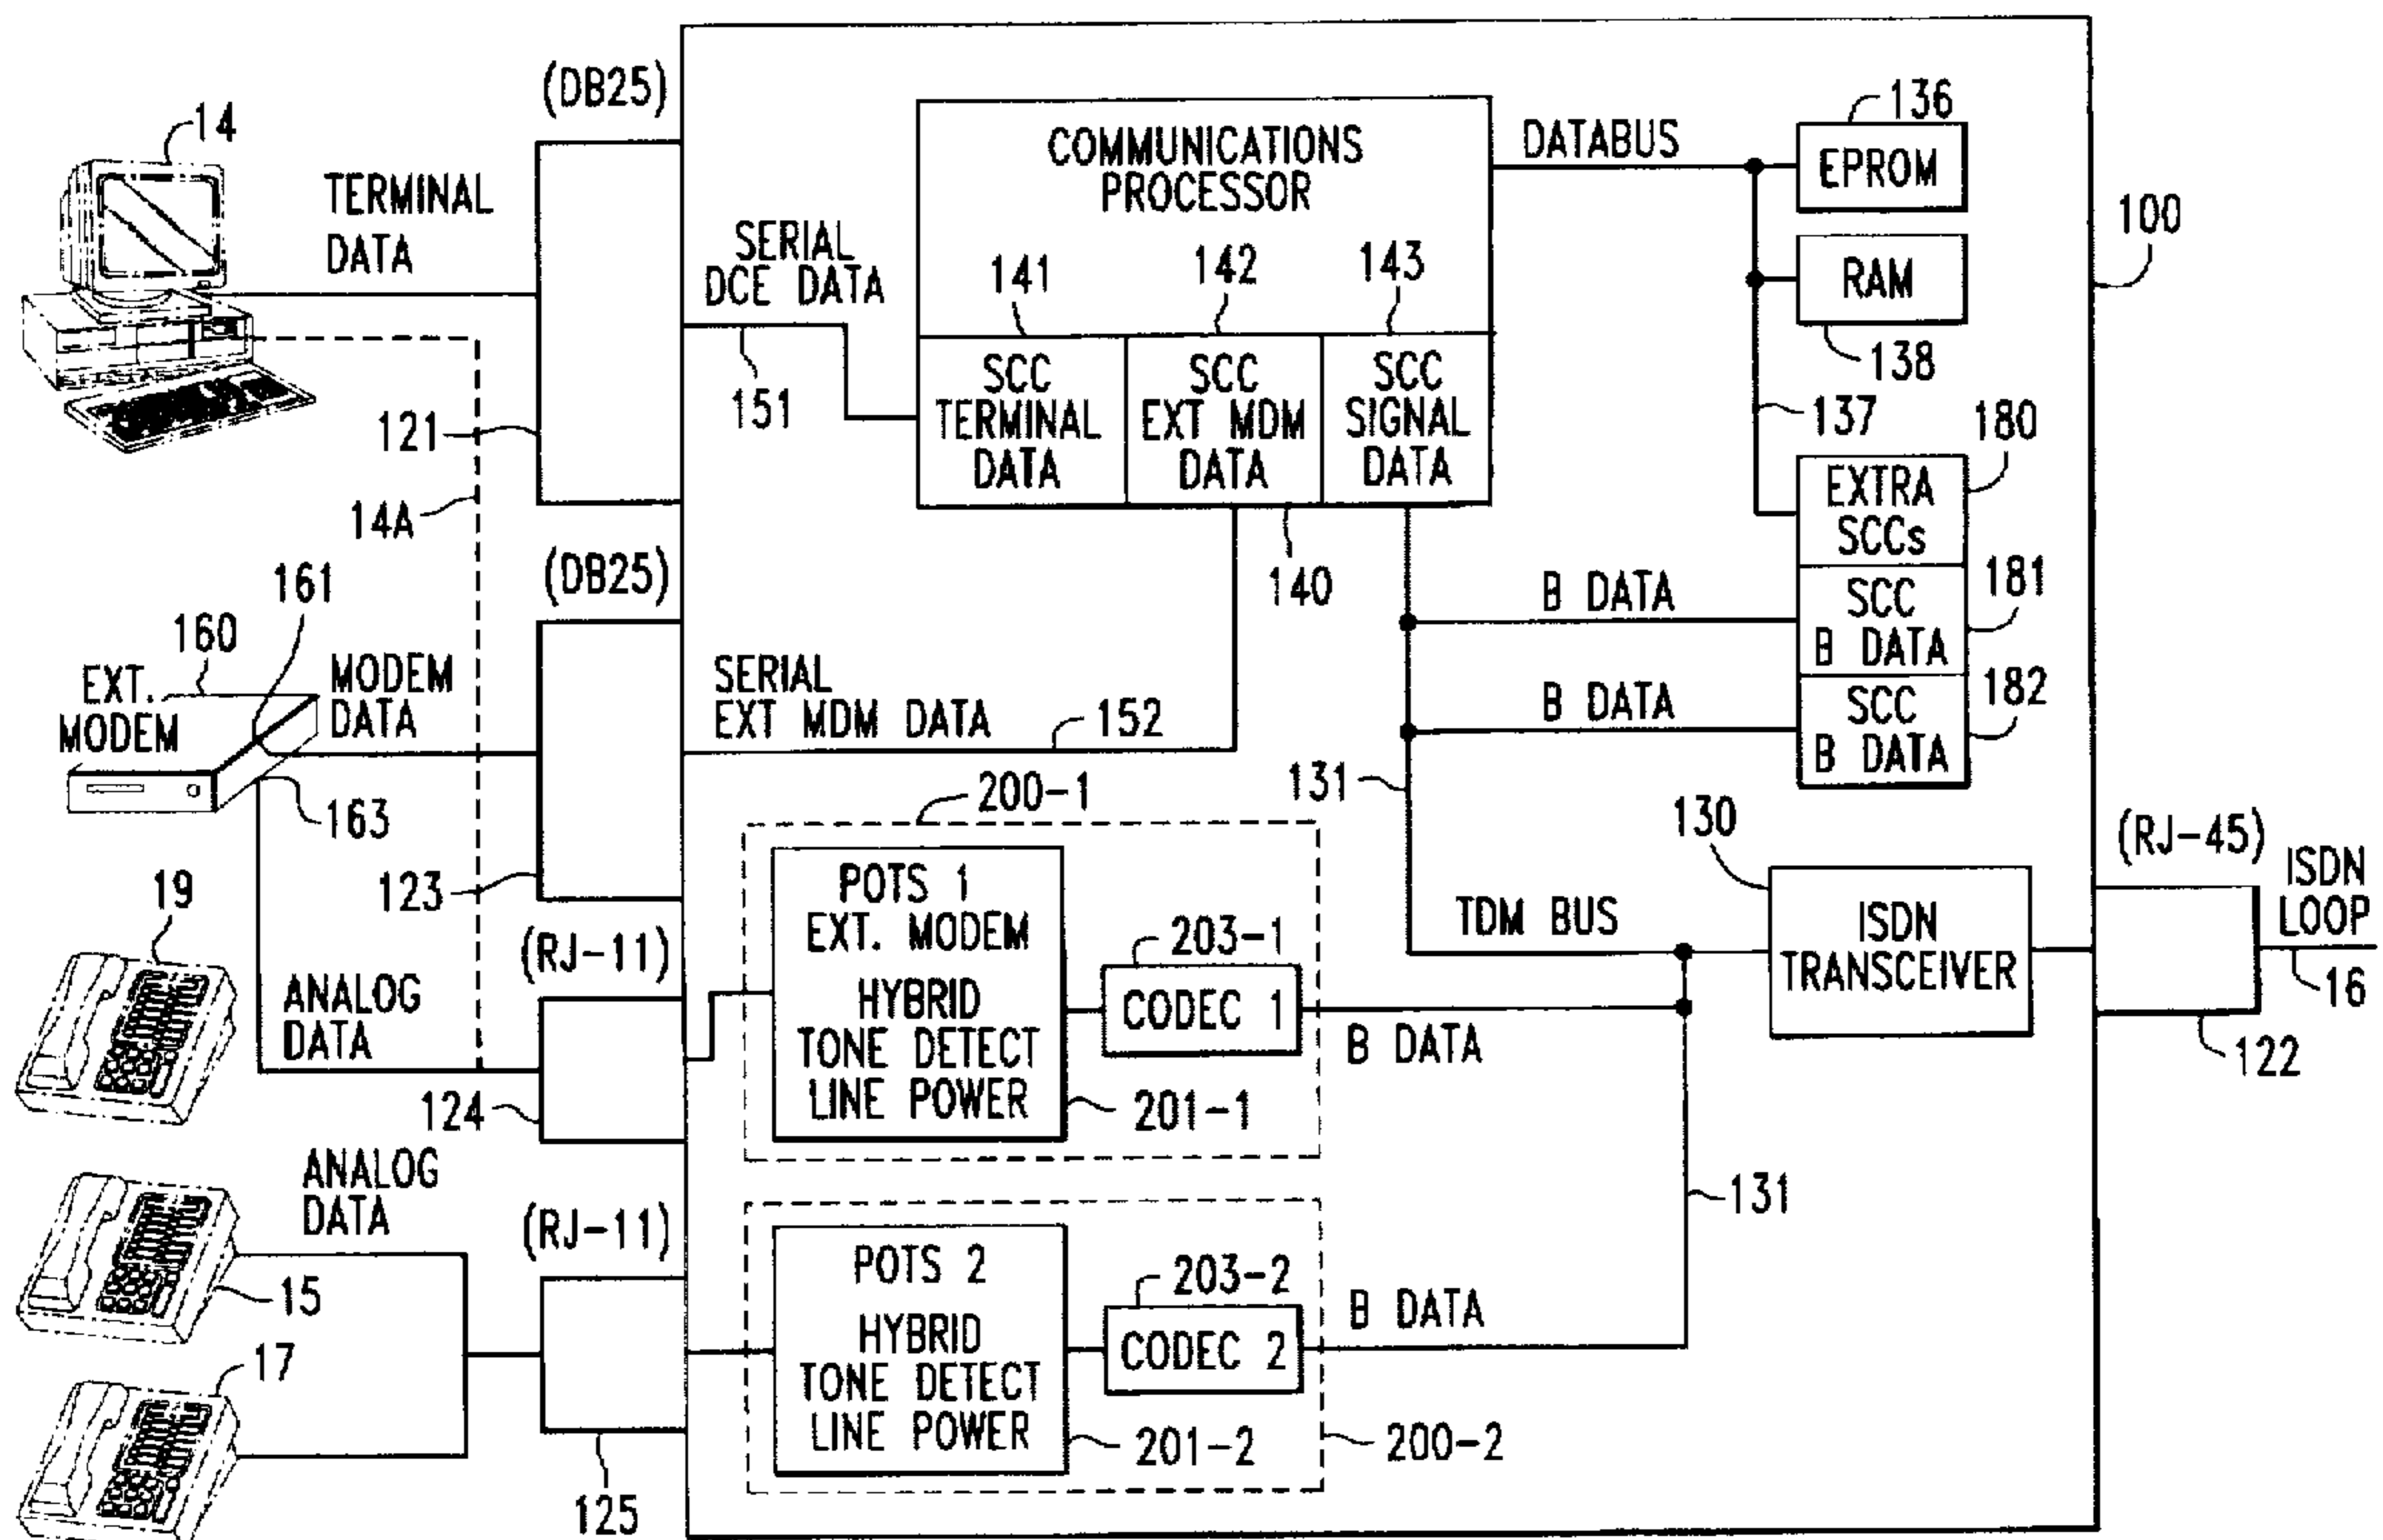 (DB25)
14
TERMINAL
DATA
121
14A
SERIAL
DCE DATA
151
COMMUNICATIONS
PROCESSOR
141
142
143
SCC
TERMINAL
DATA
SCC
EXT MDM
DATA
SCC
SIGNAL
DATA
140
DATABUS
136
EPROM
RAM
138
137
100
180
EXTRA
SCCs
181
SCC
B DATA
182
SCC
B DATA
B DATA
B DATA
131
(DB25)
161
160
EXT.
MODEM
MODEM
DATA
163
123
SERIAL
EXT MDM DATA
152
19
ANALOG
DATA
(RJ-11)
124
200-1
POTS 1
EXT. MODEM
HYBRID
TONE DETECT
LINE POWER
201-1
203-1
CODEC 1
B DATA
TDM BUS
130
ISDN
TRANSCEIVER
(RJ-45)
ISDN
LOOP
16
122
131
ANALOG
DATA
15
17
(RJ-11)
125
POTS 2
HYBRID
TONE DETECT
LINE POWER
201-2
203-2
CODEC 2
B DATA
200-2